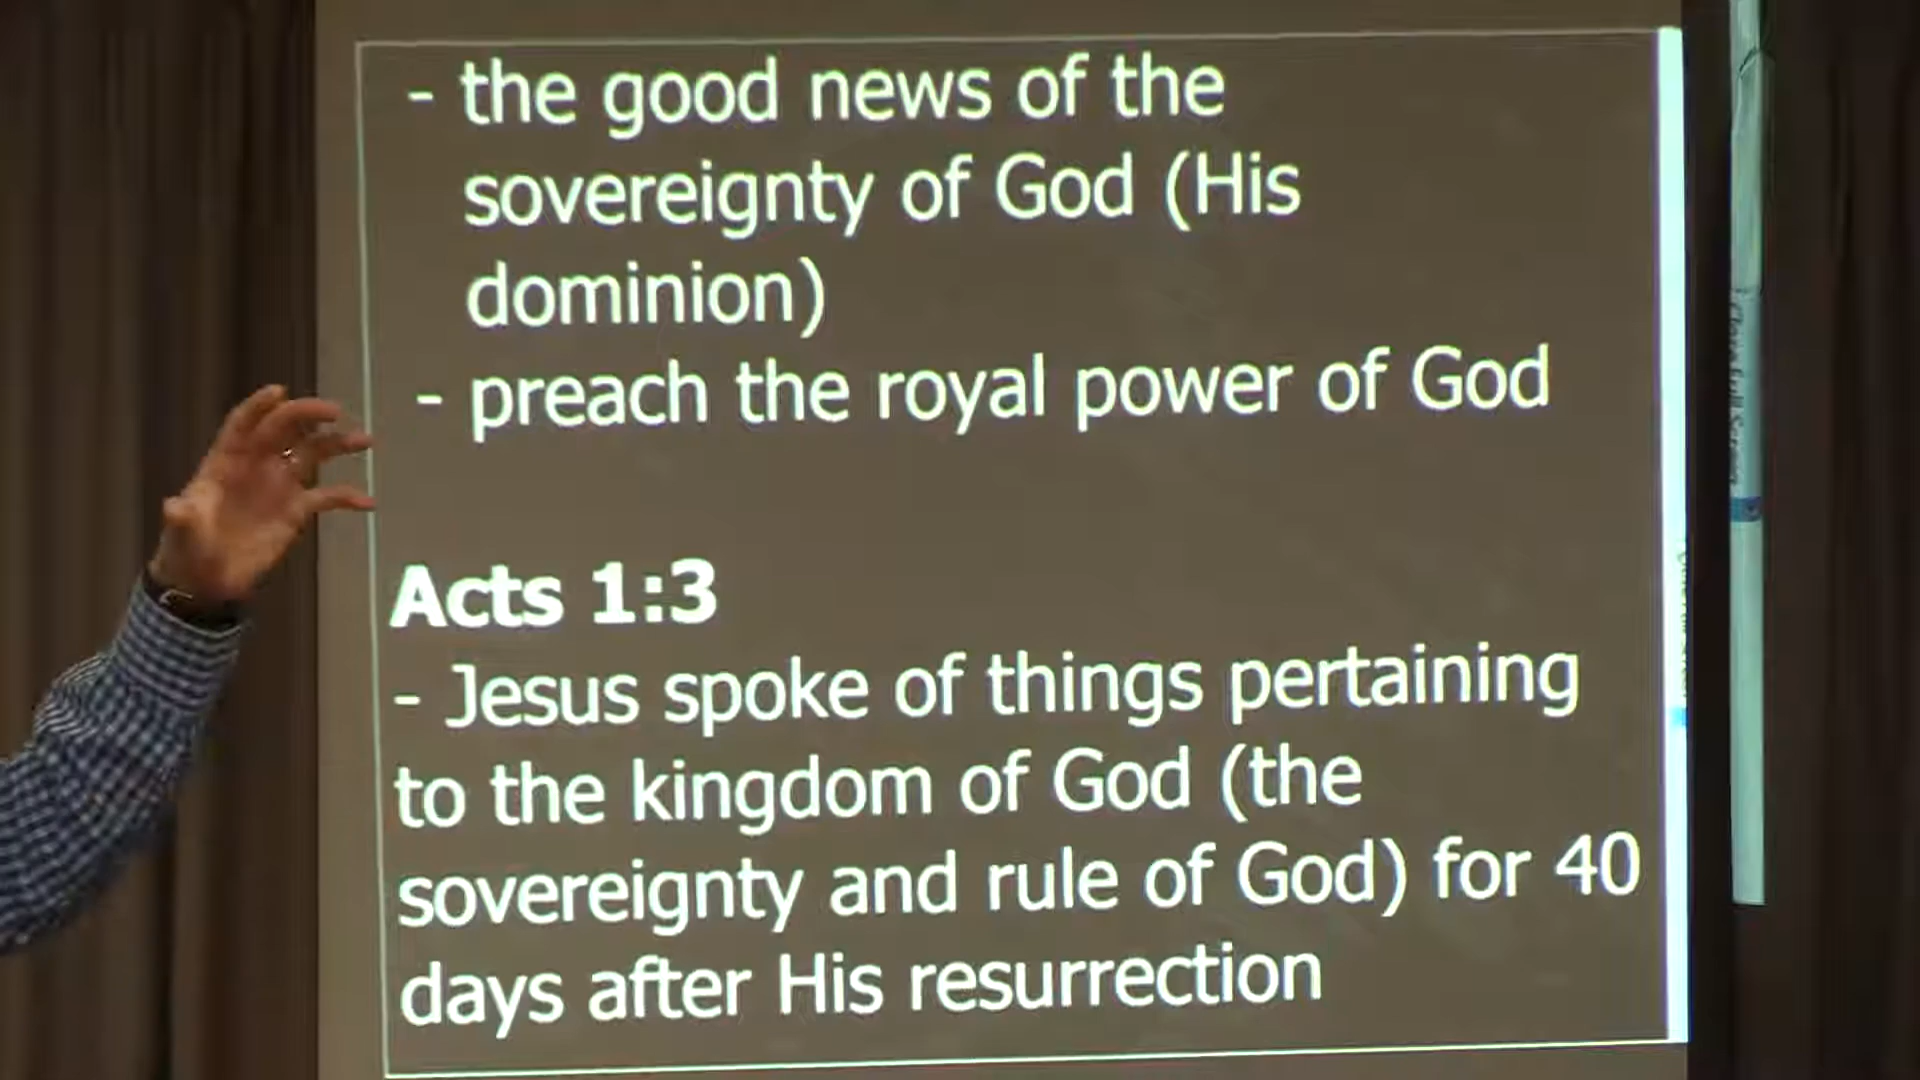 - the good news of the
sovereignty of God (His
dominion)
- preach the royal power of God
Acts 1:3
- Jesus spoke of things pertaining
to the kingdom of God (the
sovereignty and rule of God) for 40
days after His resurrection